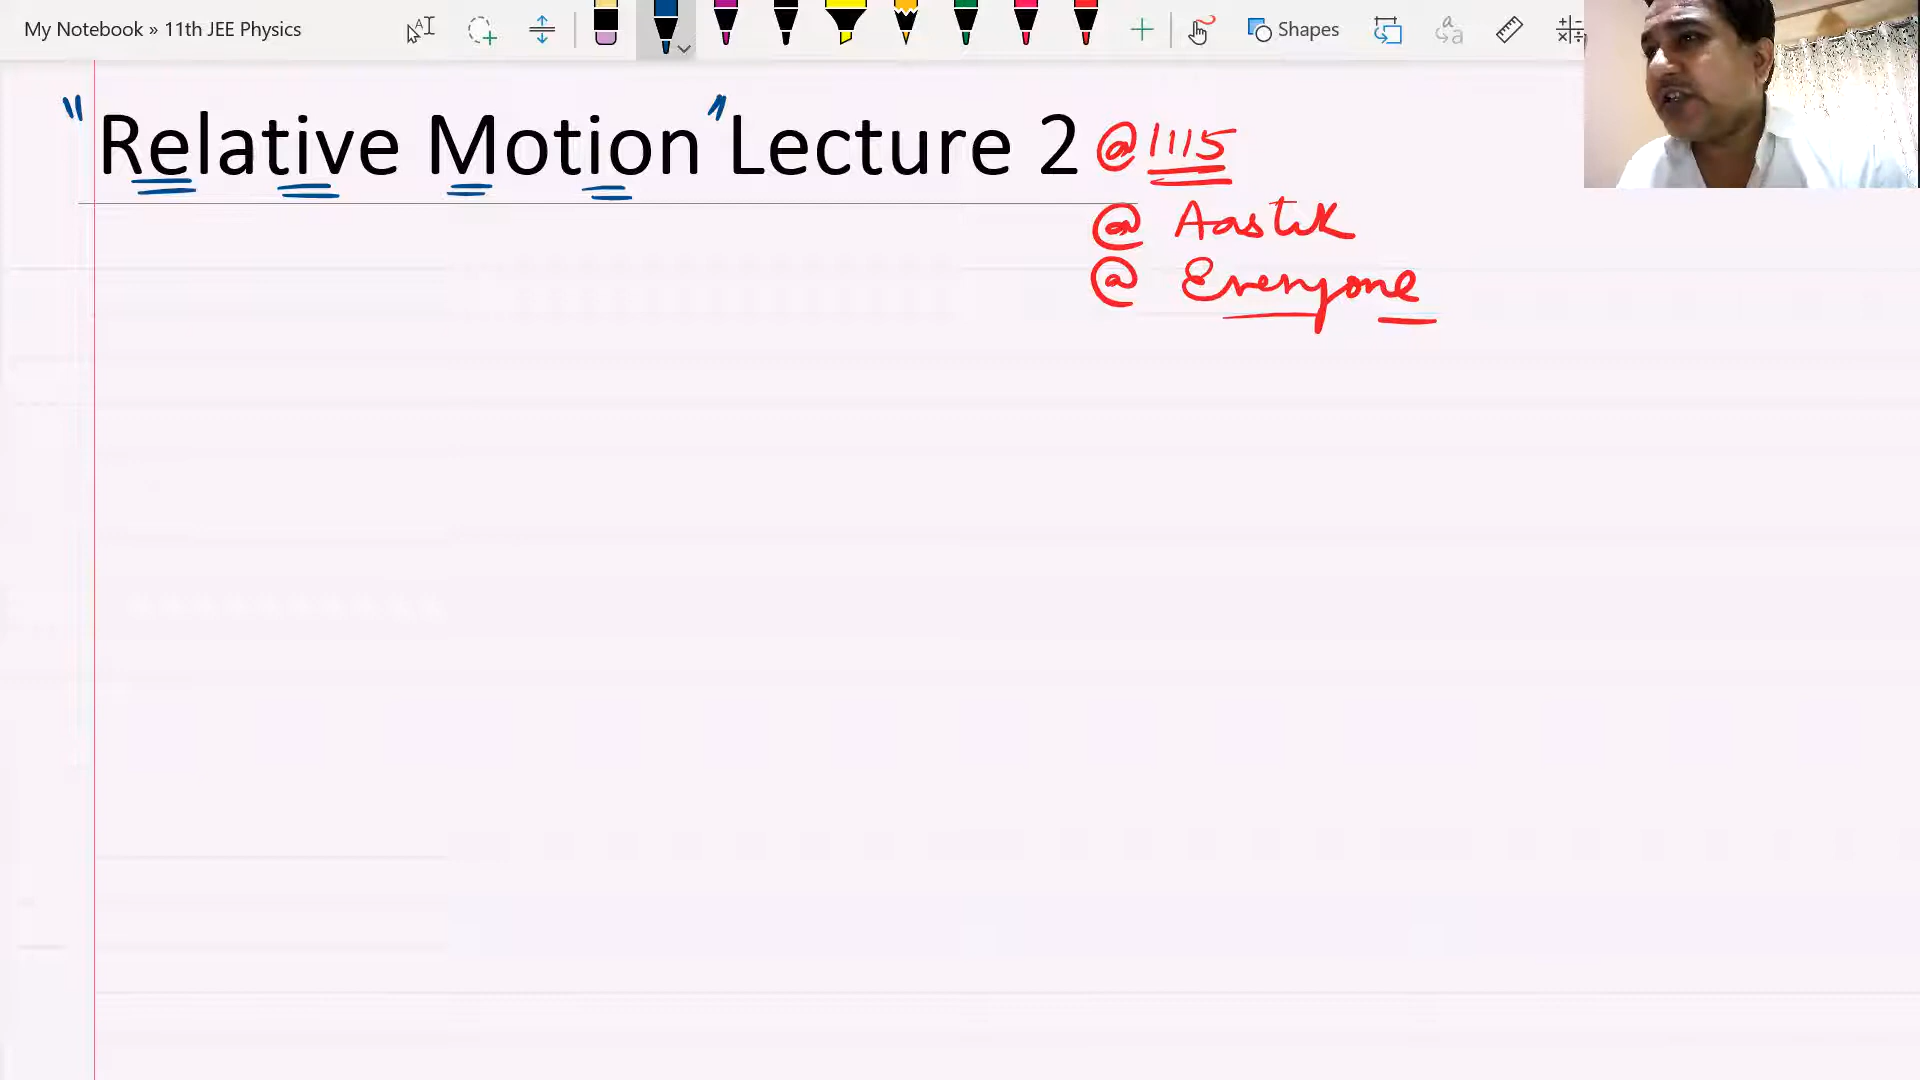 My Notebook » 11th JEE Physics
Shapes
"Relative Motion" Lecture 2 @1115
@ Aastik
@ Everyone